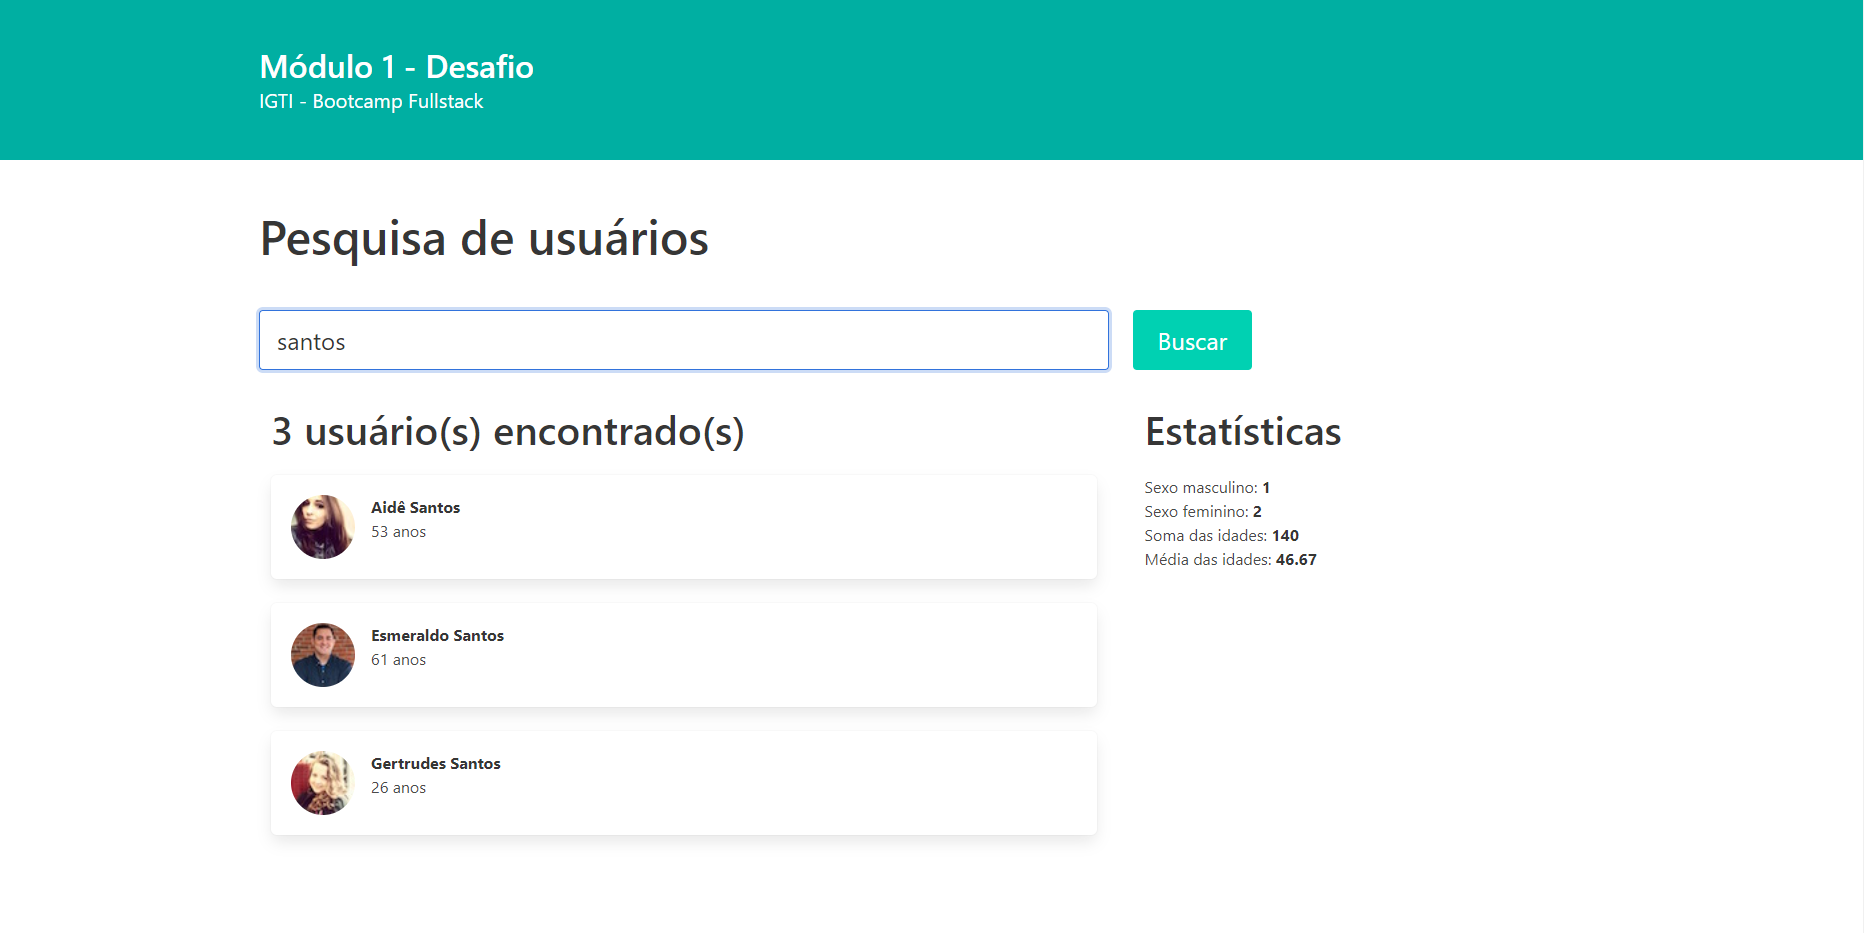 Módulo 1 - Desafio
IGTI - Bootcamp Fullstack
Pesquisa de usuários
santos
Buscar
3 usuário(s) encontrado(s)
Aidê Santos
53 anos
Esmeraldo Santos
61 anos
Gertrudes Santos
26 anos
Estatísticas
Sexo masculino: 1
Sexo feminino: 2
Soma das idades: 140
Média das idades: 46.67